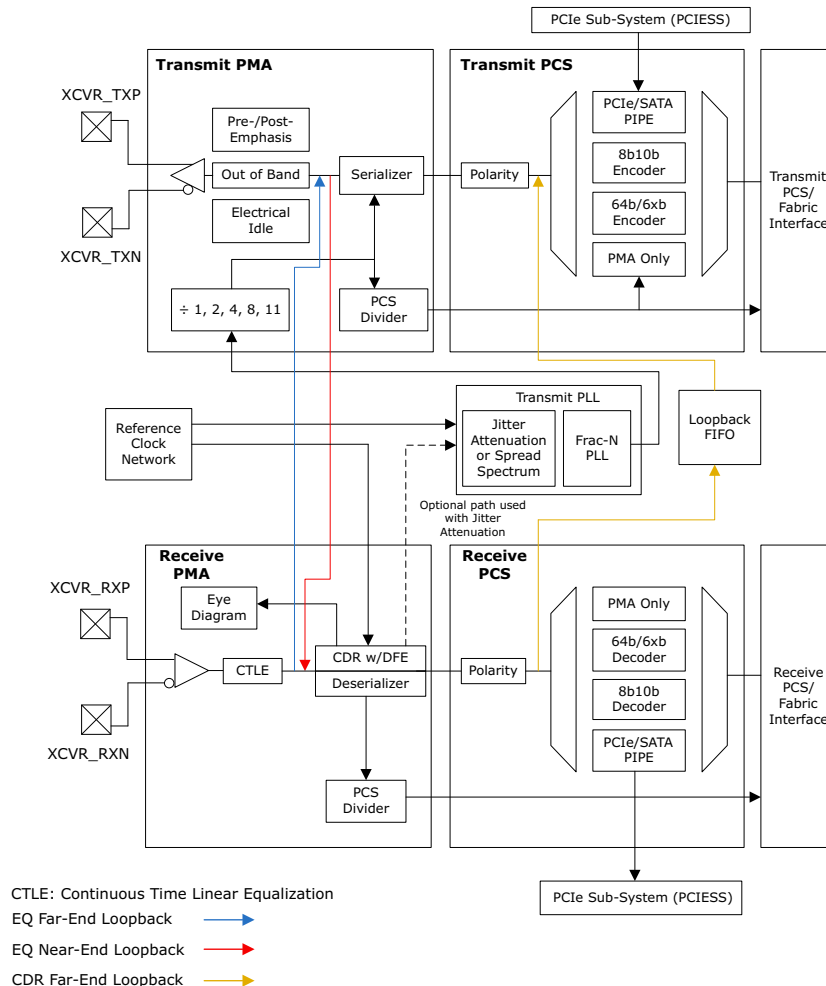 PCIe Sub-System (PCIESS)
Transmit PMA
Transmit PCS
XCVR_TXP
Pre-/Post-
Emphasis
PCIe/SATA
PIPE
Out of Band
Serializer
Polarity
8b10b
Encoder
Transmit
PCS/
Fabric
Interface
Electrical
Idle
64b/6xb
Encoder
XCVR_TXN
PMA Only
÷ 1, 2, 4, 8, 11
PCS
Divider
Transmit PLL
Reference
Clock
Network
Jitter
Attenuation
or Spread
Spectrum
Frac-N
PLL
Loopback
FIFO
Optional path used
with Jitter
Attenuation
Receive
PMA
Receive
PCS
XCVR_RXP
Eye
Diagram
PMA Only
CTLE
CDR w/DFE
Deserializer
Polarity
64b/6xb
Decoder
Receive
PCS/
Fabric
Interface
8b10b
Decoder
XCVR_RXN
PCIe/SATA
PIPE
PCS
Divider
CTLE: Continuous Time Linear Equalization
PCIe Sub-System (PCIESS)
EQ Far-End Loopback
EQ Near-End Loopback
CDR Far-End Loopback